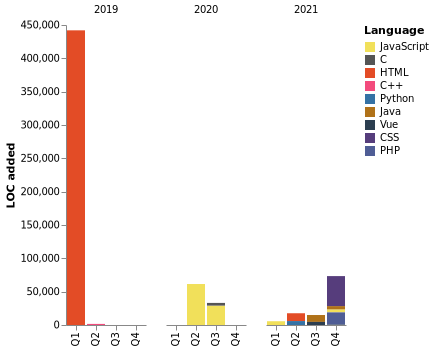 2019 2020 2021
450,000
400,000
350,000
300,000
250,000
200,000
150,000
100,000
50,000
0
LOC added
Q1 Q2 Q3 Q4 Q1 Q2 Q3 Q4 Q1 Q2 Q3 Q4
Language
JavaScript
C
HTML
C++
Python
Java
Vue
CSS
PHP